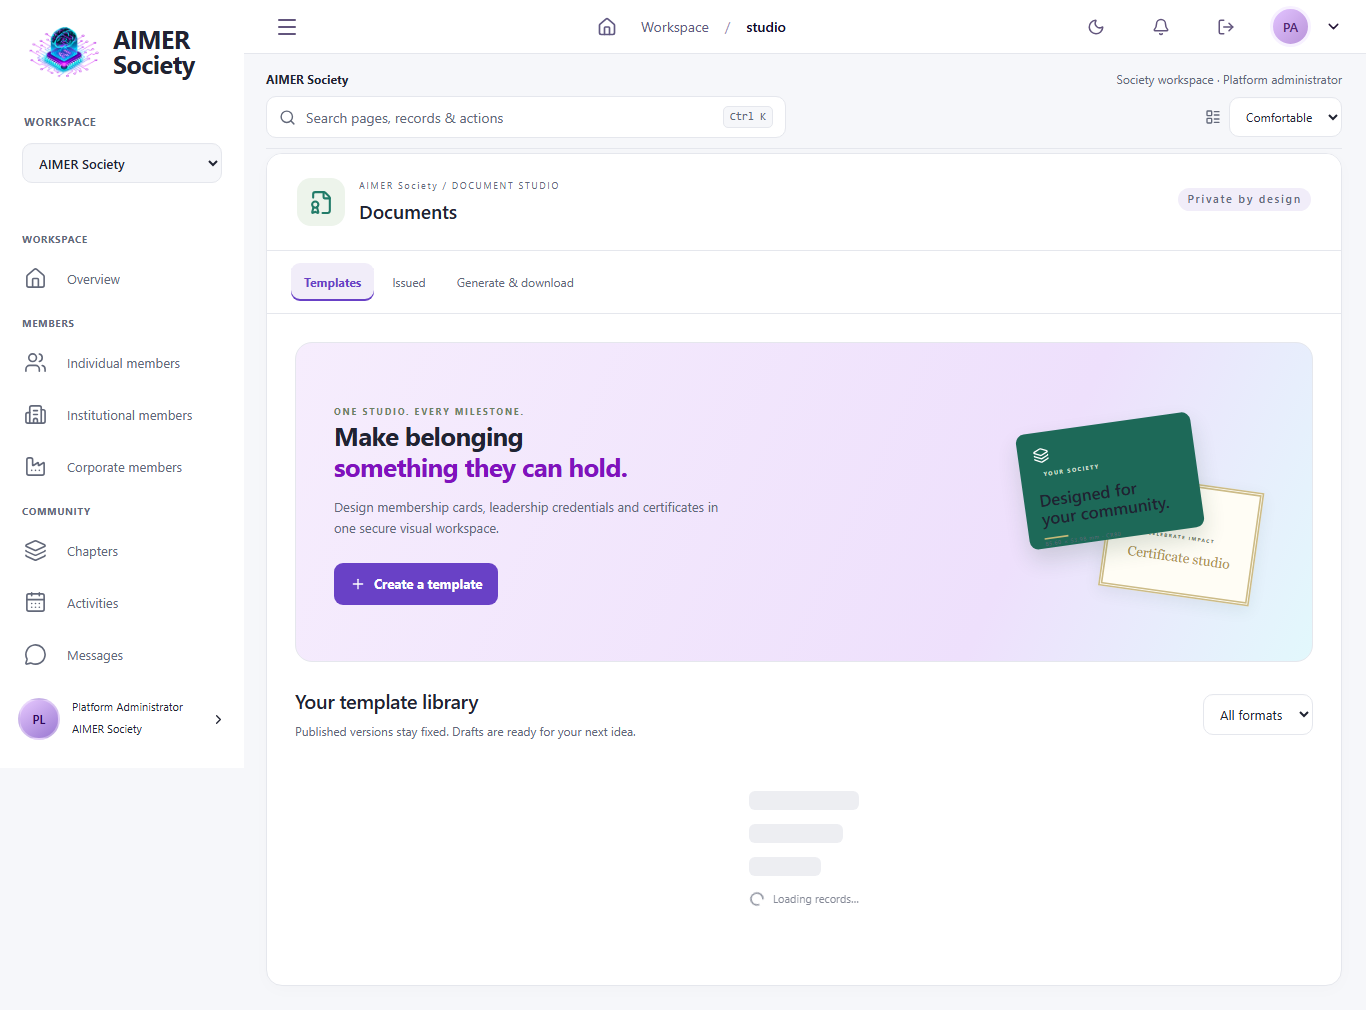 AIMER
Society
WORKSPACE
AIMER Society
WORKSPACE
Overview
MEMBERS
Individual members
Institutional members
Corporate members
COMMUNITY
Chapters
Activities
Messages
PL
Platform Administrator
AIMER Society
Workspace / studio
PA
AIMER Society
Society workspace · Platform administrator
Search pages, records & actions
Ctrl K
Comfortable
AIMER Society / DOCUMENT STUDIO
Documents
Private by design
Templates
Issued
Generate & download
ONE STUDIO. EVERY MILESTONE.
Make belonging
something they can hold.
Design membership cards, leadership credentials and certificates in
one secure visual workspace.
+ Create a template
YOUR SOCIETY
Designed for
your community.
IMPACT
Certificate studio
Your template library
Published versions stay fixed. Drafts are ready for your next idea.
All formats
Loading records...